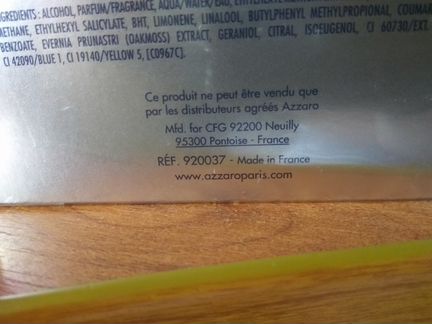 INGREDIENTS: ALCOHOL, PARFUM/FRAGRANCE, AQUA/WATER/EAU, ETHYLHEXYL
METHANE, ETHYLHEXYL SALICYLATE, BHT, LIMONENE, LINALOOL, BUTYLPHENYL METHYLPROPIONAL, COUMAR
BENZOATE, EVERNIA PRUNASTRI (OAKMOSS) EXTRACT, GERANIOL, CITRAL, ISOEUGENOL, CI 60730/EXT.
CI 42090/BLUE 1, CI 19140/YELLOW 5, [C0967C].
Ce produit ne peut être vendu que
par les distributeurs agréés Azzaro
Mfd. for CFG 92200 Neuilly
95300 Pontoise - France
RÉF. 920037 - Made in France
www.azzaroparis.com